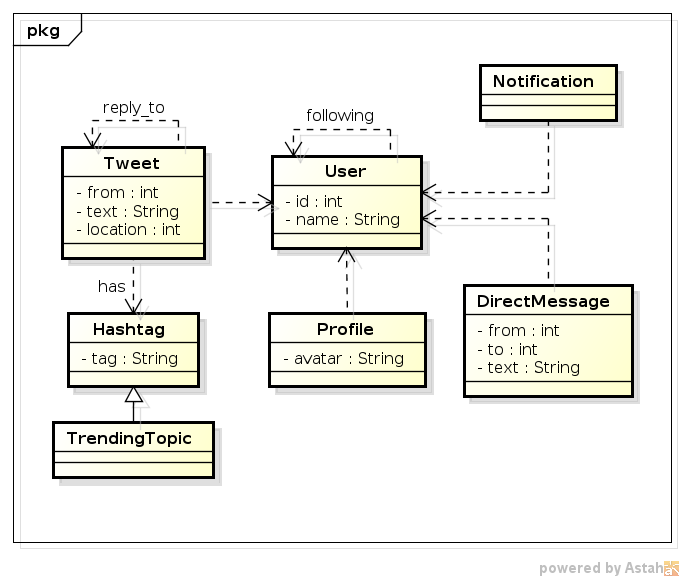 pkg
reply_to
Tweet
- from : int
- text : String
- location : int
following
User
- id : int
- name : String
Notification
has
Hashtag
- tag : String
Profile
- avatar : String
DirectMessage
- from : int
- to : int
- text : String
TrendingTopic
powered by Astah